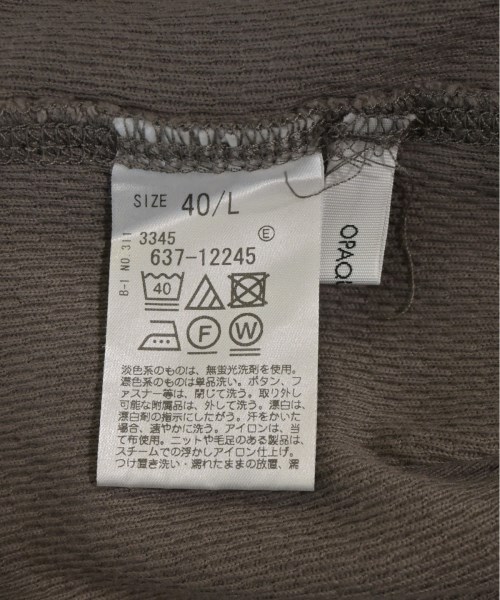 SIZE 40/L
B-1 NO.311
3345 E
637-12245
40
F W
淡色系のものは、無蛍光洗剤を使用。
濃色系のものは単品洗い。ボタン、フ
ァスナー等は、閉じて洗う。取り外し
可能な附属品は、外して洗う。漂白は、
漂白剤の指示にしたがう。汗をかいた
場合、速やかに洗う。アイロンは、当
て布使用。ニットや毛足のある製品は、
スチームでの浮かしアイロン仕上げ。
つけ置き洗い・濡れたままの放置、濡